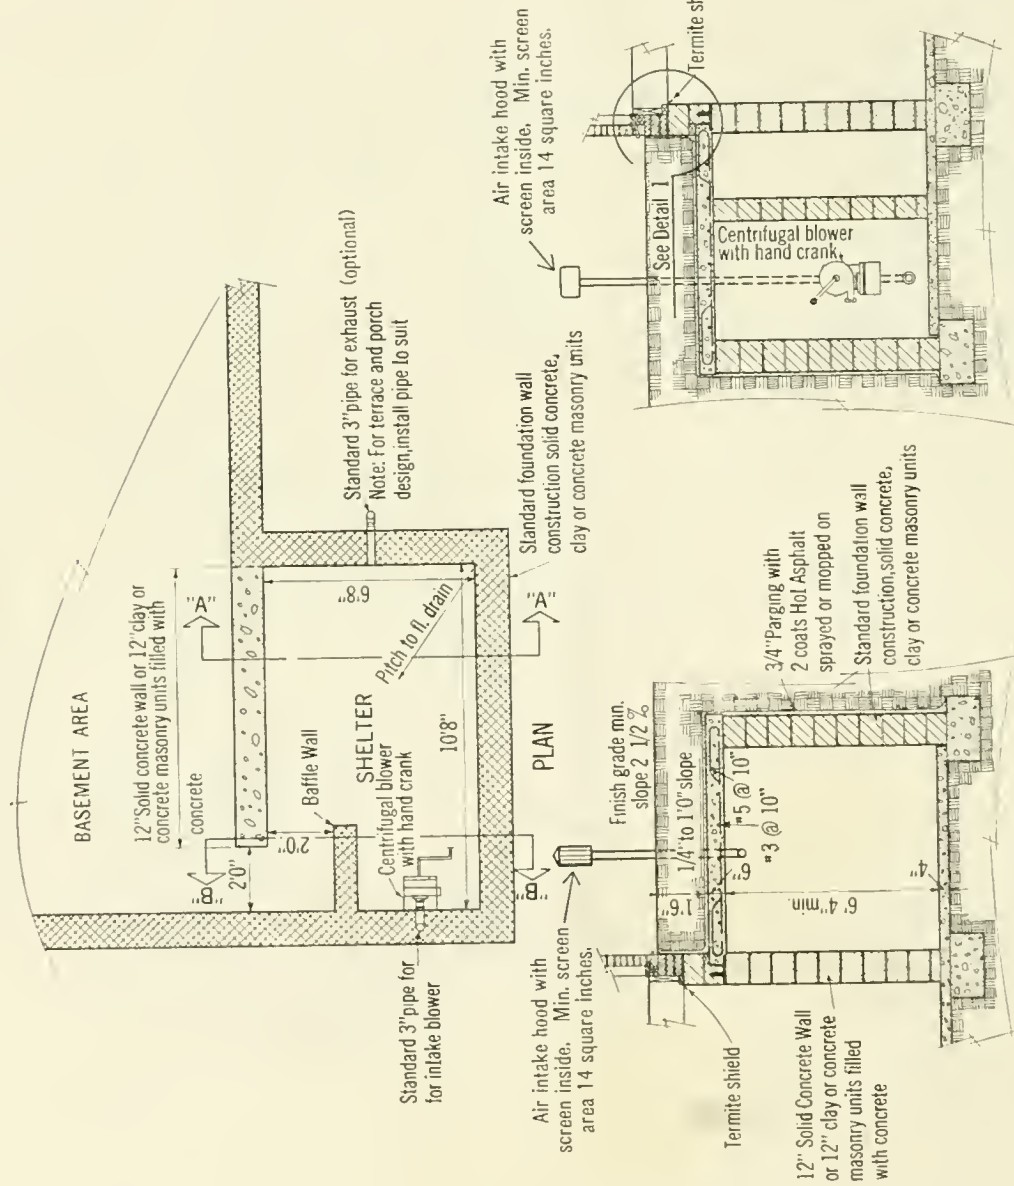 BASEMENT AREA
12" Solid concrete wall or 12" clay or
concrete masonry units filled with
concrete
"A"
"B"
2'0"
2'0"
Baffle Wall
6'8"
Standard 3" pipe for exhaust (optional)
Note: For terrace and porch
design, install pipe to suit
SHELTER
Centrifugal blower
with hand crank
Pitch to fl. drain
10'8"
Standard 3" pipe for
for intake blower
"B"
"A"
Standard foundation wall
construction solid concrete,
clay or concrete masonry units
PLAN
Air intake hood with
screen inside. Min. screen
area 14 square inches.
Finish grade min.
slope 2 1/2 %
1/4" to 1'0" slope
1'6"
6"
#5 @ 10"
#3 @ 10"
6'4" min.
4"
Termite shield
12" Solid Concrete Wall
or 12" clay or concrete
masonry units filled
with concrete
3/4" Parging with
2 coats Hot Asphalt
sprayed or mopped on
Standard foundation wall
construction, solid concrete,
clay or concrete masonry units
Air intake hood with
screen inside. Min. screen
area 14 square inches.
See Detail 1
Centrifugal blower
with hand crank
Termite sh